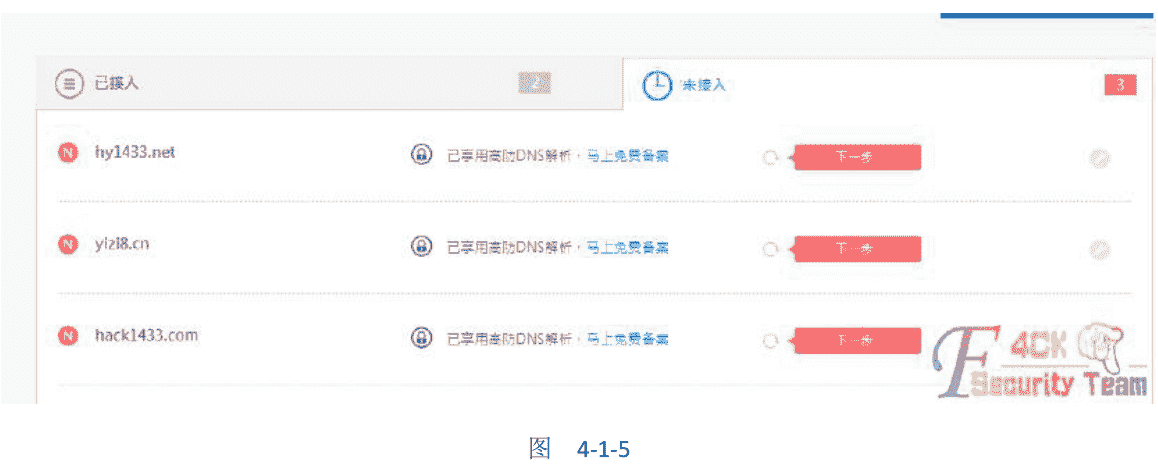 已接入
未接入 3
hy1433.net 已享用高防DNS解析，马上免费备案 下一步
yizi8.cn 已享用高防DNS解析，马上免费备案 下一步
hack1433.com 已享用高防DNS解析，马上免费备案 下一步
F4CK
Security Team
图 4-1-5